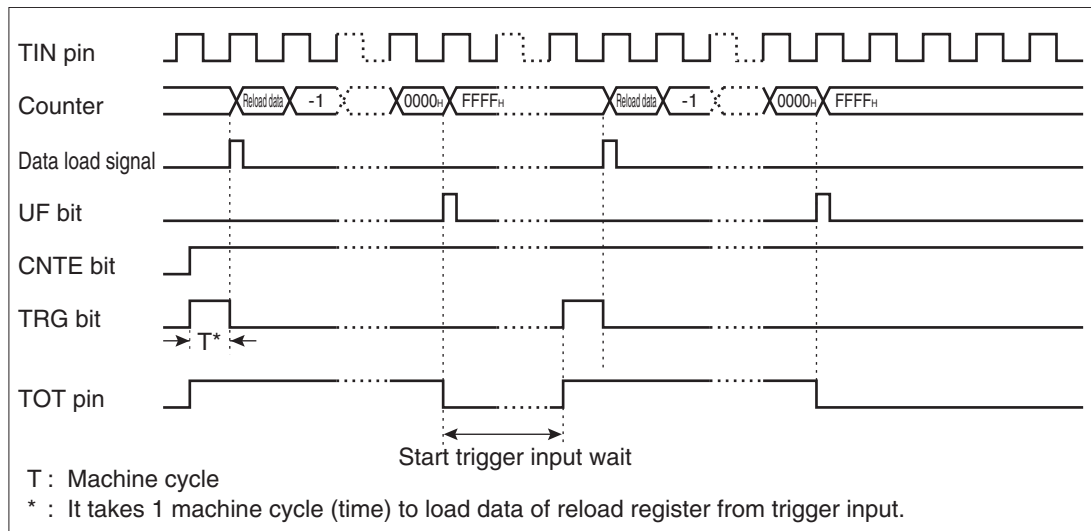 TIN pin
Counter Reload data -1 0000H FFFFH Reload data -1 0000H FFFFH
Data load signal
UF bit
CNTE bit
TRG bit
T*
TOT pin
Start trigger input wait
T : Machine cycle
* : It takes 1 machine cycle (time) to load data of reload register from trigger input.